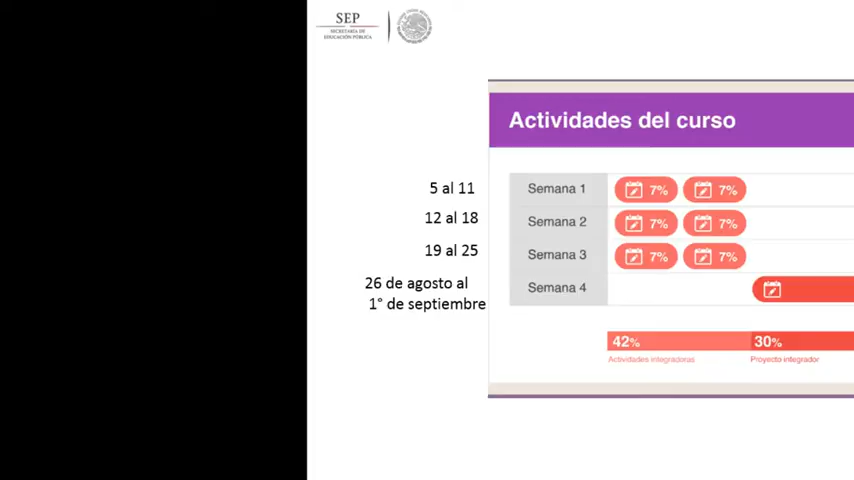 SEP
SECRETARÍA DE
EDUCACIÓN PÚBLICA
Actividades del curso
5 al 11
Semana 1
7%
7%
12 al 18
Semana 2
7%
7%
19 al 25
Semana 3
7%
7%
26 de agosto al
1° de septiembre
Semana 4
42%
30%
Actividades integradoras
Proyecto integrador